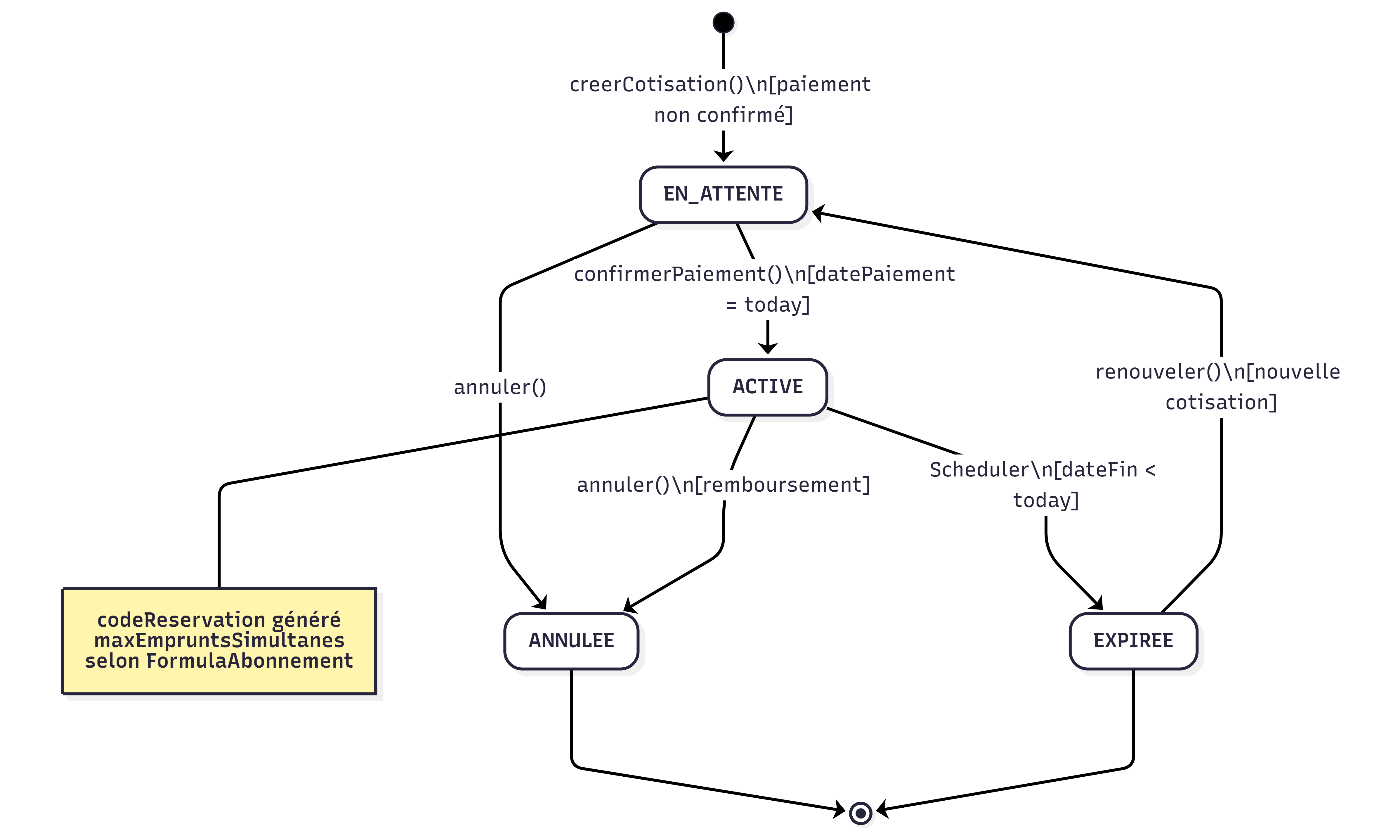 creerCotisation()\n[paiement
non confirmé]
EN_ATTENTE
confirmerPaiement()\n[datePaiement
= today]
annuler()
ACTIVE
renouveler()\n[nouvelle
cotisation]
annuler()\n[remboursement]
Scheduler\n[dateFin <
today]
codeReservation généré
maxEmpruntsSimultanes
selon FormulaAbonnement
ANNULEE
EXPIREE